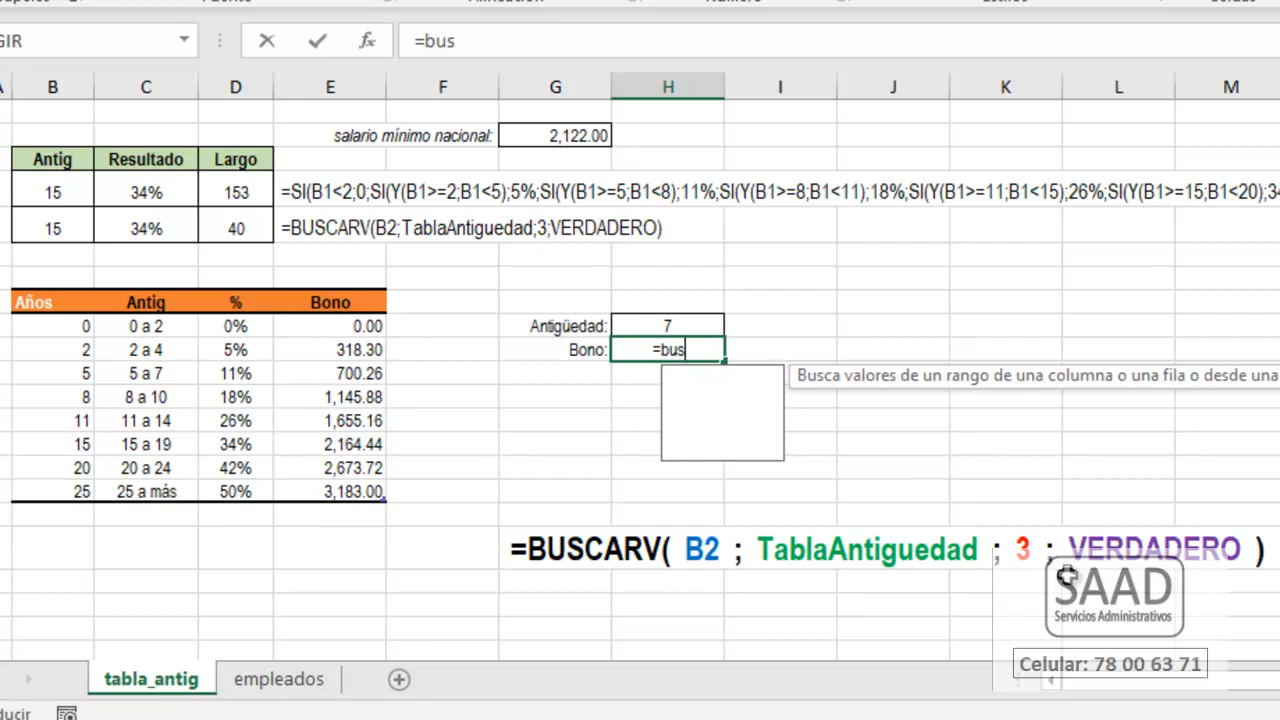 GIR
fx
=bus
B C D E F G H I J K L M
salario mínimo nacional: 2,122.00
Antig Resultado Largo
15 34% 153 =SI(B1<2;0;SI(Y(B1>=2;B1<5);5%;SI(Y(B1>=5;B1<8);11%;SI(Y(B1>=8;B1<11);18%;SI(Y(B1>=11;B1<15);26%;SI(Y(B1>=15;B1<20);34
15 34% 40 =BUSCARV(B2;TablaAntiguedad;3;VERDADERO)
Años Antig % Bono
0 0 a 2 0% 0.00 Antigüedad: 7
2 2 a 4 5% 318.30 Bono: =bus
5 5 a 7 11% 700.26 Busca valores de un rango de una columna o una fila o desde una
8 8 a 10 18% 1,145.88
11 11 a 14 26% 1,655.16
15 15 a 19 34% 2,164.44
20 20 a 24 42% 2,673.72
25 25 a más 50% 3,183.00
=BUSCARV( B2 ; TablaAntiguedad ; 3 ; VERDADERO )
SAAD
Servicios Administrativos
Celular: 78 00 63 71
tabla_antig empleados
ducir